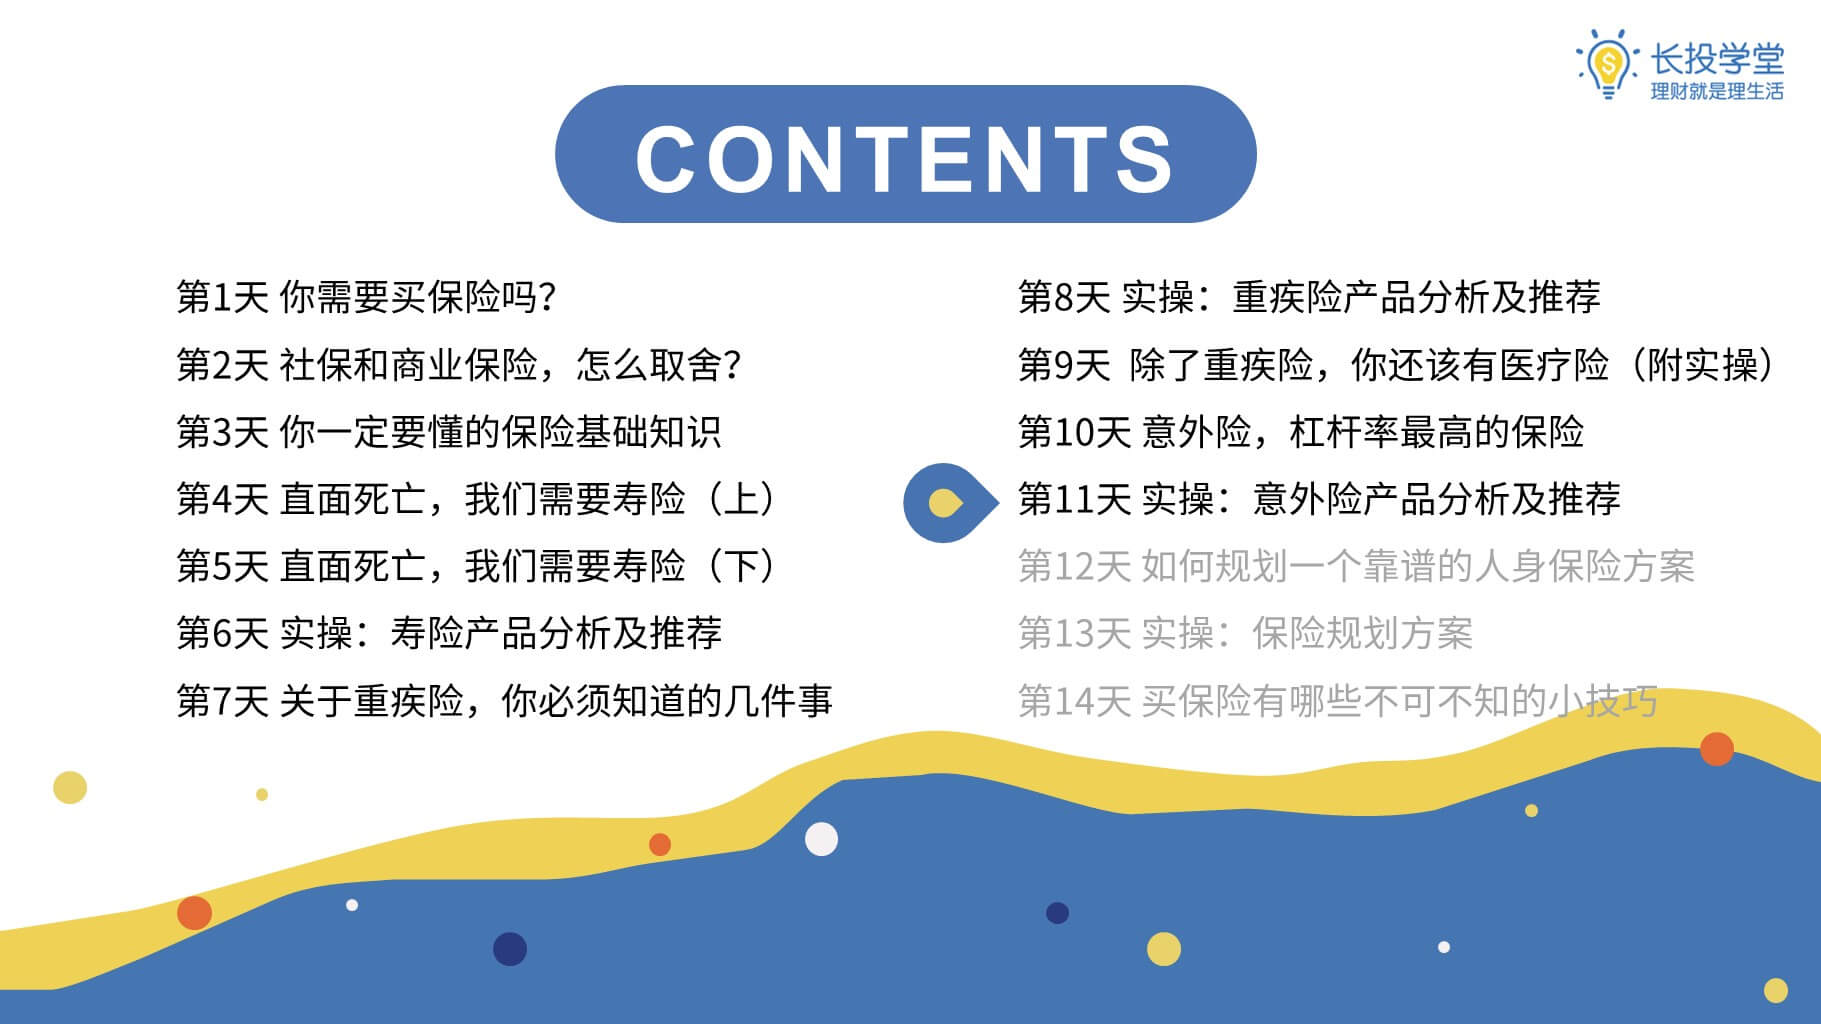 长投学堂
理财就是理生活
CONTENTS
第1天 你需要买保险吗？
第2天 社保和商业保险，怎么取舍？
第3天 你一定要懂的保险基础知识
第4天 直面死亡，我们需要寿险（上）
第5天 直面死亡，我们需要寿险（下）
第6天 实操：寿险产品分析及推荐
第7天 关于重疾险，你必须知道的几件事
第8天 实操：重疾险产品分析及推荐
第9天 除了重疾险，你还该有医疗险（附实操）
第10天 意外险，杠杆率最高的保险
第11天 实操：意外险产品分析及推荐
第12天 如何规划一个靠谱的人身保险方案
第13天 实操：保险规划方案
第14天 买保险有哪些不可不知的小技巧